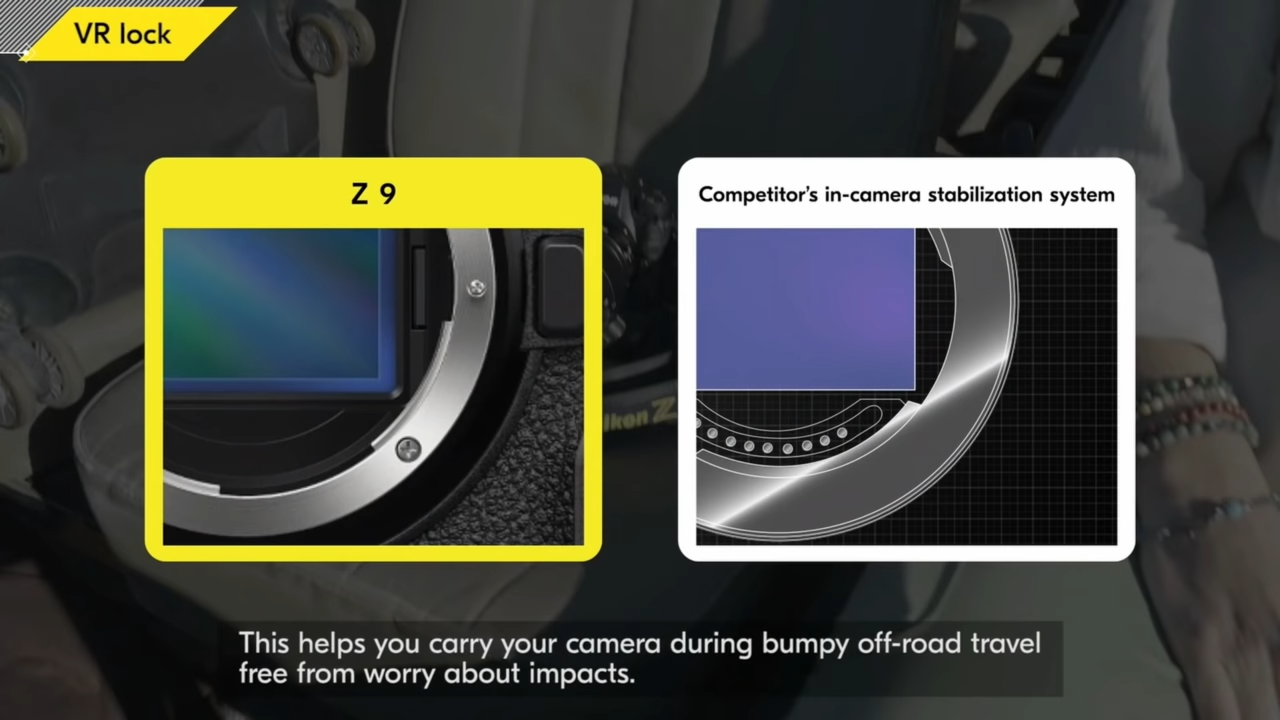 VR lock
Z 9
Competitor's in-camera stabilization system
ikon Z
This helps you carry your camera during bumpy off-road travel
free from worry about impacts.